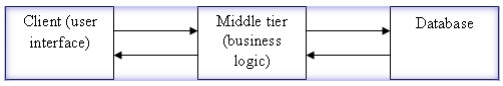 Client (user
interface)
Middle tier
(business
logic)
Database